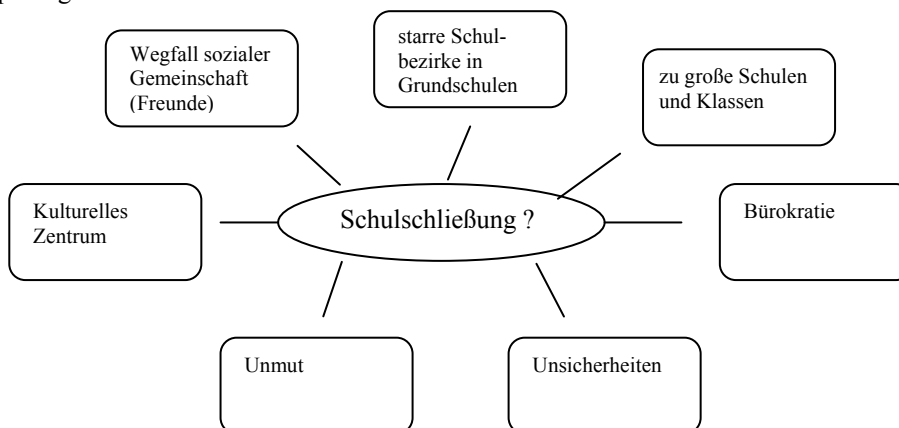 Wegfall sozialer
Gemeinschaft
(Freunde)
starre Schul-
bezirke in
Grundschulen
zu große Schulen
und Klassen
Kulturelles
Zentrum
Schulschließung ?
Bürokratie
Unmut
Unsicherheiten